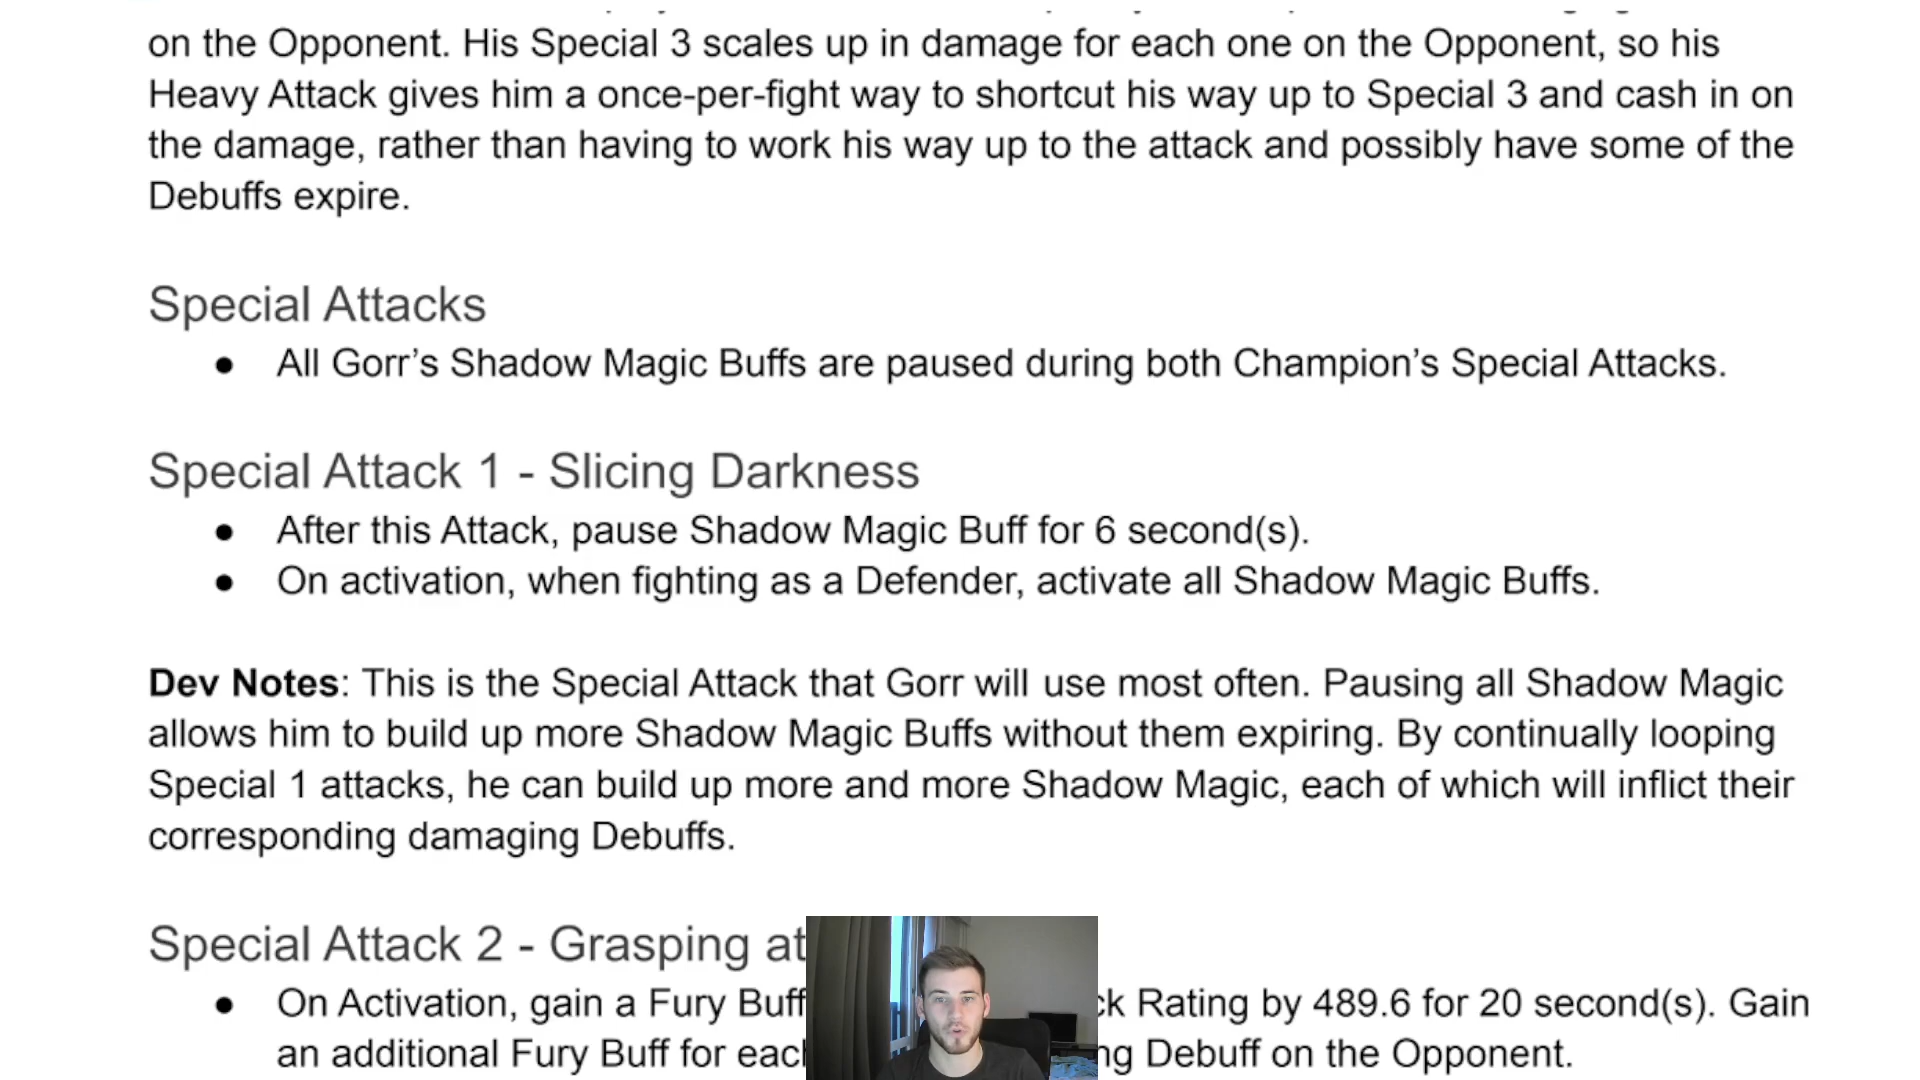 on the Opponent. His Special 3 scales up in damage for each one on the Opponent, so his
Heavy Attack gives him a once-per-fight way to shortcut his way up to Special 3 and cash in on
the damage, rather than having to work his way up to the attack and possibly have some of the
Debuffs expire.
Special Attacks
● All Gorr’s Shadow Magic Buffs are paused during both Champion’s Special Attacks.
Special Attack 1 - Slicing Darkness
● After this Attack, pause Shadow Magic Buff for 6 second(s).
● On activation, when fighting as a Defender, activate all Shadow Magic Buffs.
Dev Notes: This is the Special Attack that Gorr will use most often. Pausing all Shadow Magic
allows him to build up more Shadow Magic Buffs without them expiring. By continually looping
Special 1 attacks, he can build up more and more Shadow Magic, each of which will inflict their
corresponding damaging Debuffs.
Special Attack 2 - Grasping at
● On Activation, gain a Fury Buff Rating by 489.6 for 20 second(s). Gain
an additional Fury Buff for each Debuff on the Opponent.